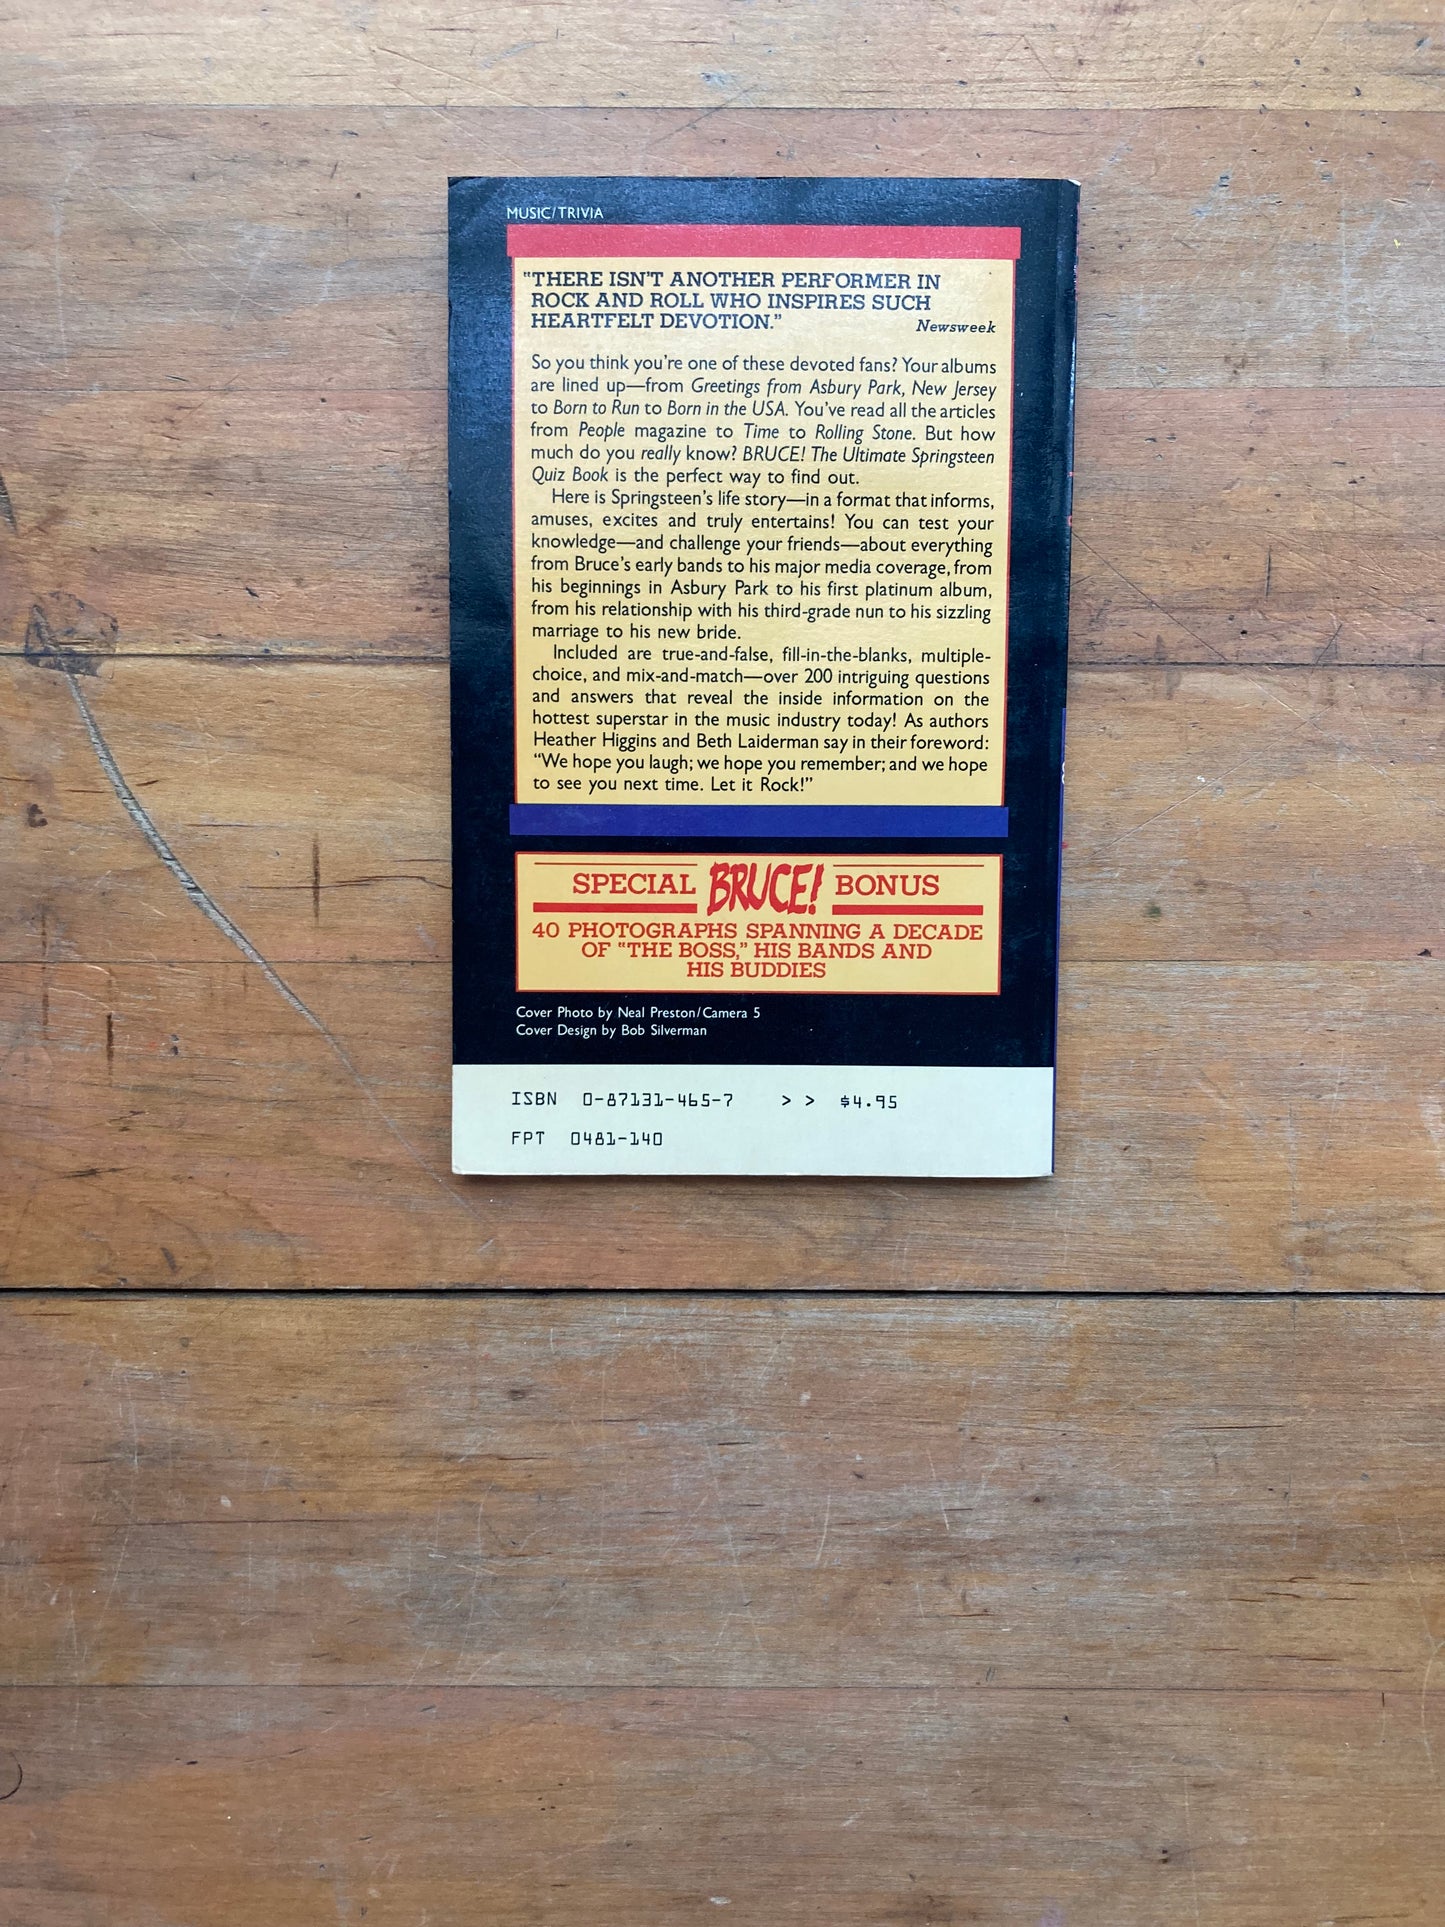 MUSIC/TRIVIA
"THERE ISN'T ANOTHER PERFORMER IN
ROCK AND ROLL WHO INSPIRES SUCH
HEARTFELT DEVOTION."
Newsweek
So you think you're one of these devoted fans? Your albums
are lined up—from Greetings from Asbury Park, New Jersey
to Born to Run to Born in the USA. You've read all the articles
from People magazine to Time to Rolling Stone. But how
much do you really know? BRUCE! The Ultimate Springsteen
Quiz Book is the perfect way to find out.
Here is Springsteen's life story—in a format that informs,
amuses, excites and truly entertains! You can test your
knowledge—and challenge your friends—about everything
from Bruce's early bands to his major media coverage, from
his beginnings in Asbury Park to his first platinum album,
from his relationship with his third-grade nun to his sizzling
marriage to his new bride.
Included are true-and-false, fill-in-the-blanks, multiple-
choice, and mix-and-match—over 200 intriguing questions
and answers that reveal the inside information on the
hottest superstar in the music industry today! As authors
Heather Higgins and Beth Laiderman say in their foreword:
"We hope you laugh; we hope you remember; and we hope
to see you next time. Let it Rock!"
SPECIAL BRUCE! BONUS
40 PHOTOGRAPHS SPANNING A DECADE
OF "THE BOSS," HIS BANDS AND
HIS BUDDIES
Cover Photo by Neal Preston/Camera 5
Cover Design by Bob Silverman
ISBN 0-87131-465-7 > > $4.95
FPT 0481-140